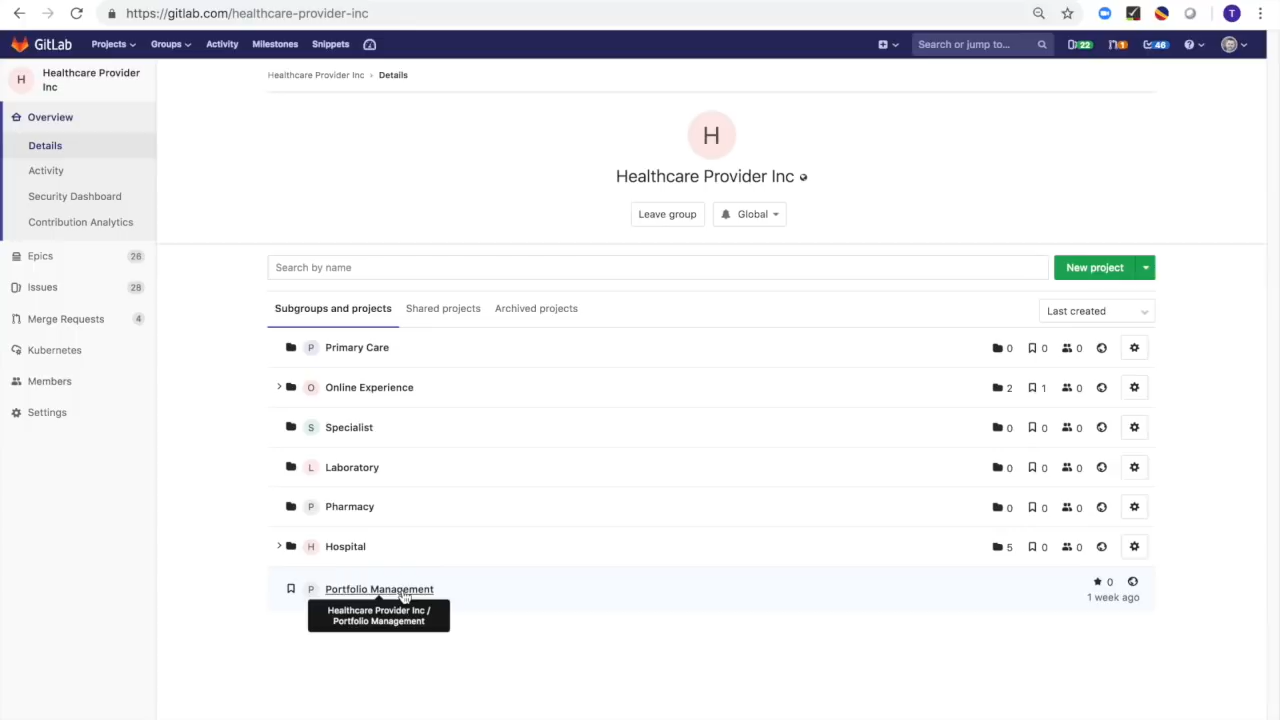 https://gitlab.com/healthcare-provider-inc
T
GitLab
Projects
Groups
Activity
Milestones
Snippets
Search or jump to...
22
1
46
H
Healthcare Provider
Inc
Overview
Details
Activity
Security Dashboard
Contribution Analytics
Epics 26
Issues 28
Merge Requests 4
Kubernetes
Members
Settings
Healthcare Provider Inc › Details
H
Healthcare Provider Inc
Leave group
Global
Search by name
New project
Subgroups and projects
Shared projects
Archived projects
Last created
P Primary Care 0 0 0
O Online Experience 2 1 0
S Specialist 0 0 0
L Laboratory 0 0 0
P Pharmacy 0 0 0
H Hospital 5 0 0
P Portfolio Management 0
1 week ago
Healthcare Provider Inc /
Portfolio Management